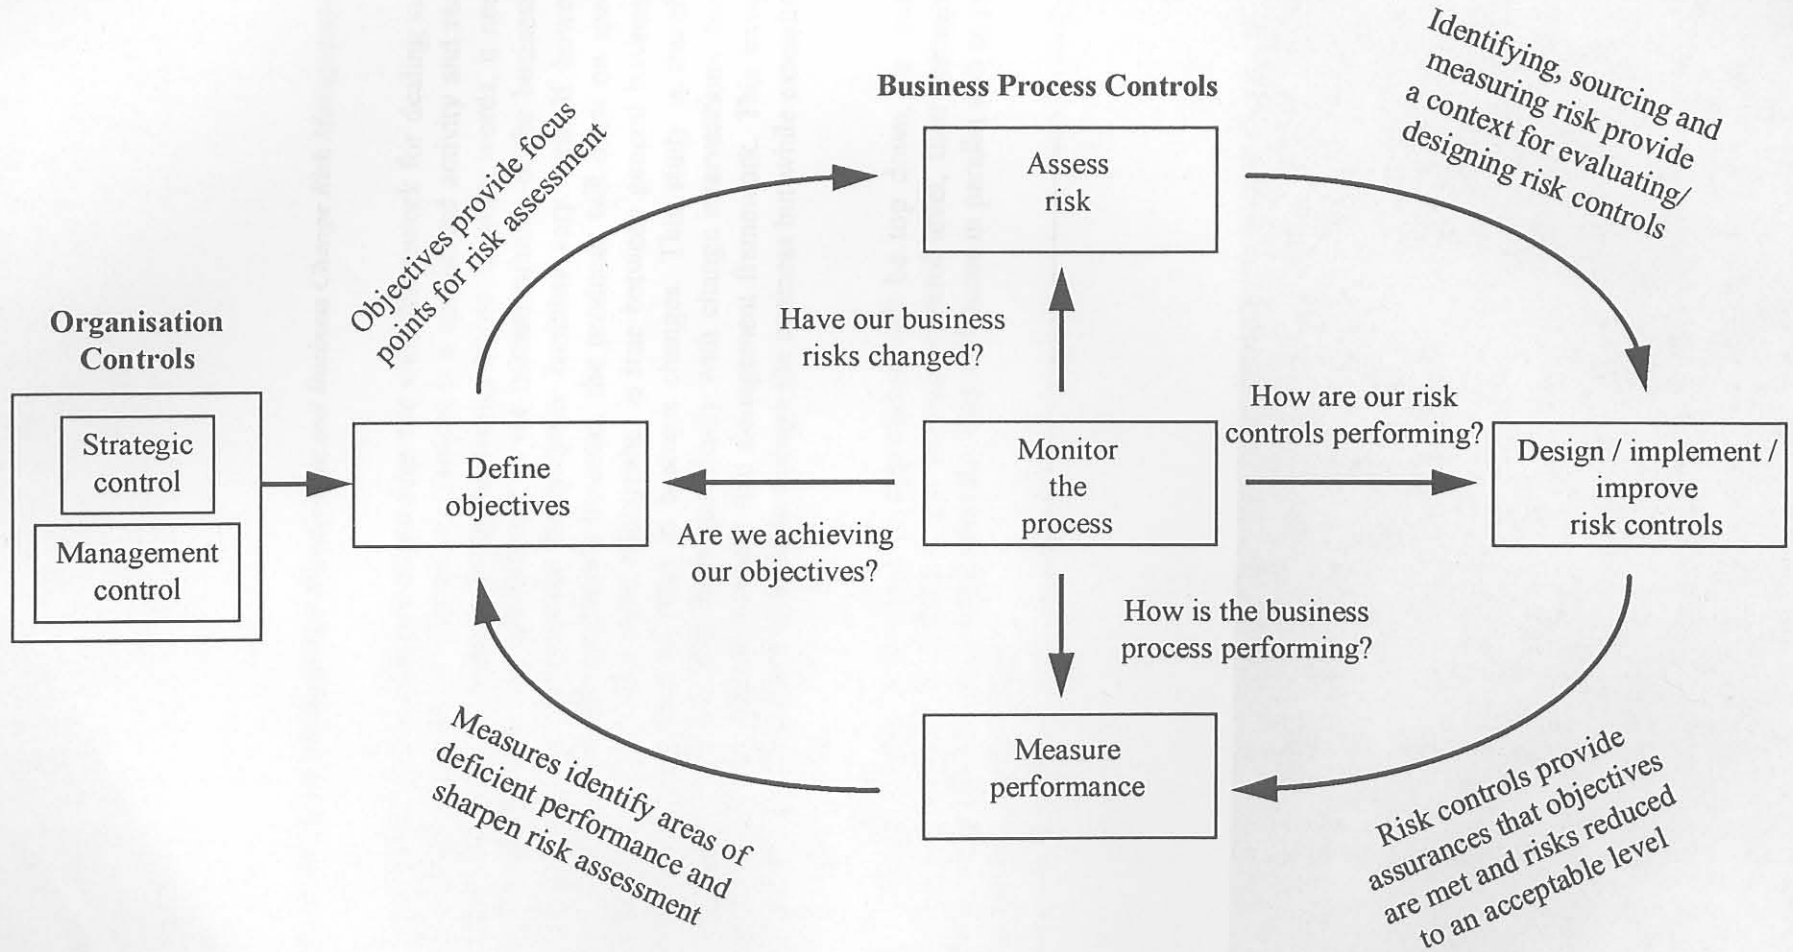 Business Process Controls
Identifying, sourcing and
measuring risk provide
a context for evaluating/
designing risk controls
Objectives provide focus
points for risk assessment
Assess
risk
Organisation
Controls
Have our business
risks changed?
Strategic
control
Management
control
Define
objectives
Monitor
the
process
How are our risk
controls performing?
Design / implement /
improve
risk controls
Are we achieving
our objectives?
How is the business
process performing?
Measure
performance
Measures identify areas of
deficient performance and
sharpen risk assessment
Risk controls provide
assurances that objectives
are met and risks reduced
to an acceptable level